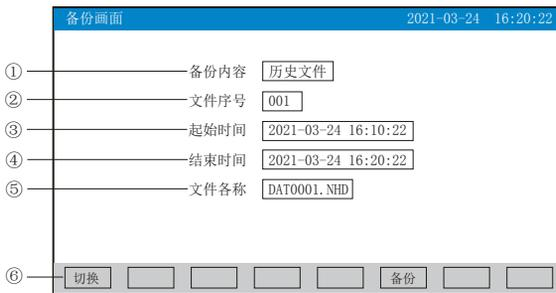 备份画面 2021-03-24 16:20:22
① 备份内容 历史文件
② 文件序号 001
③ 起始时间 2021-03-24 16:10:22
④ 结束时间 2021-03-24 16:20:22
⑤ 文件各称 DAT0001.NHD
⑥ 切换 备份